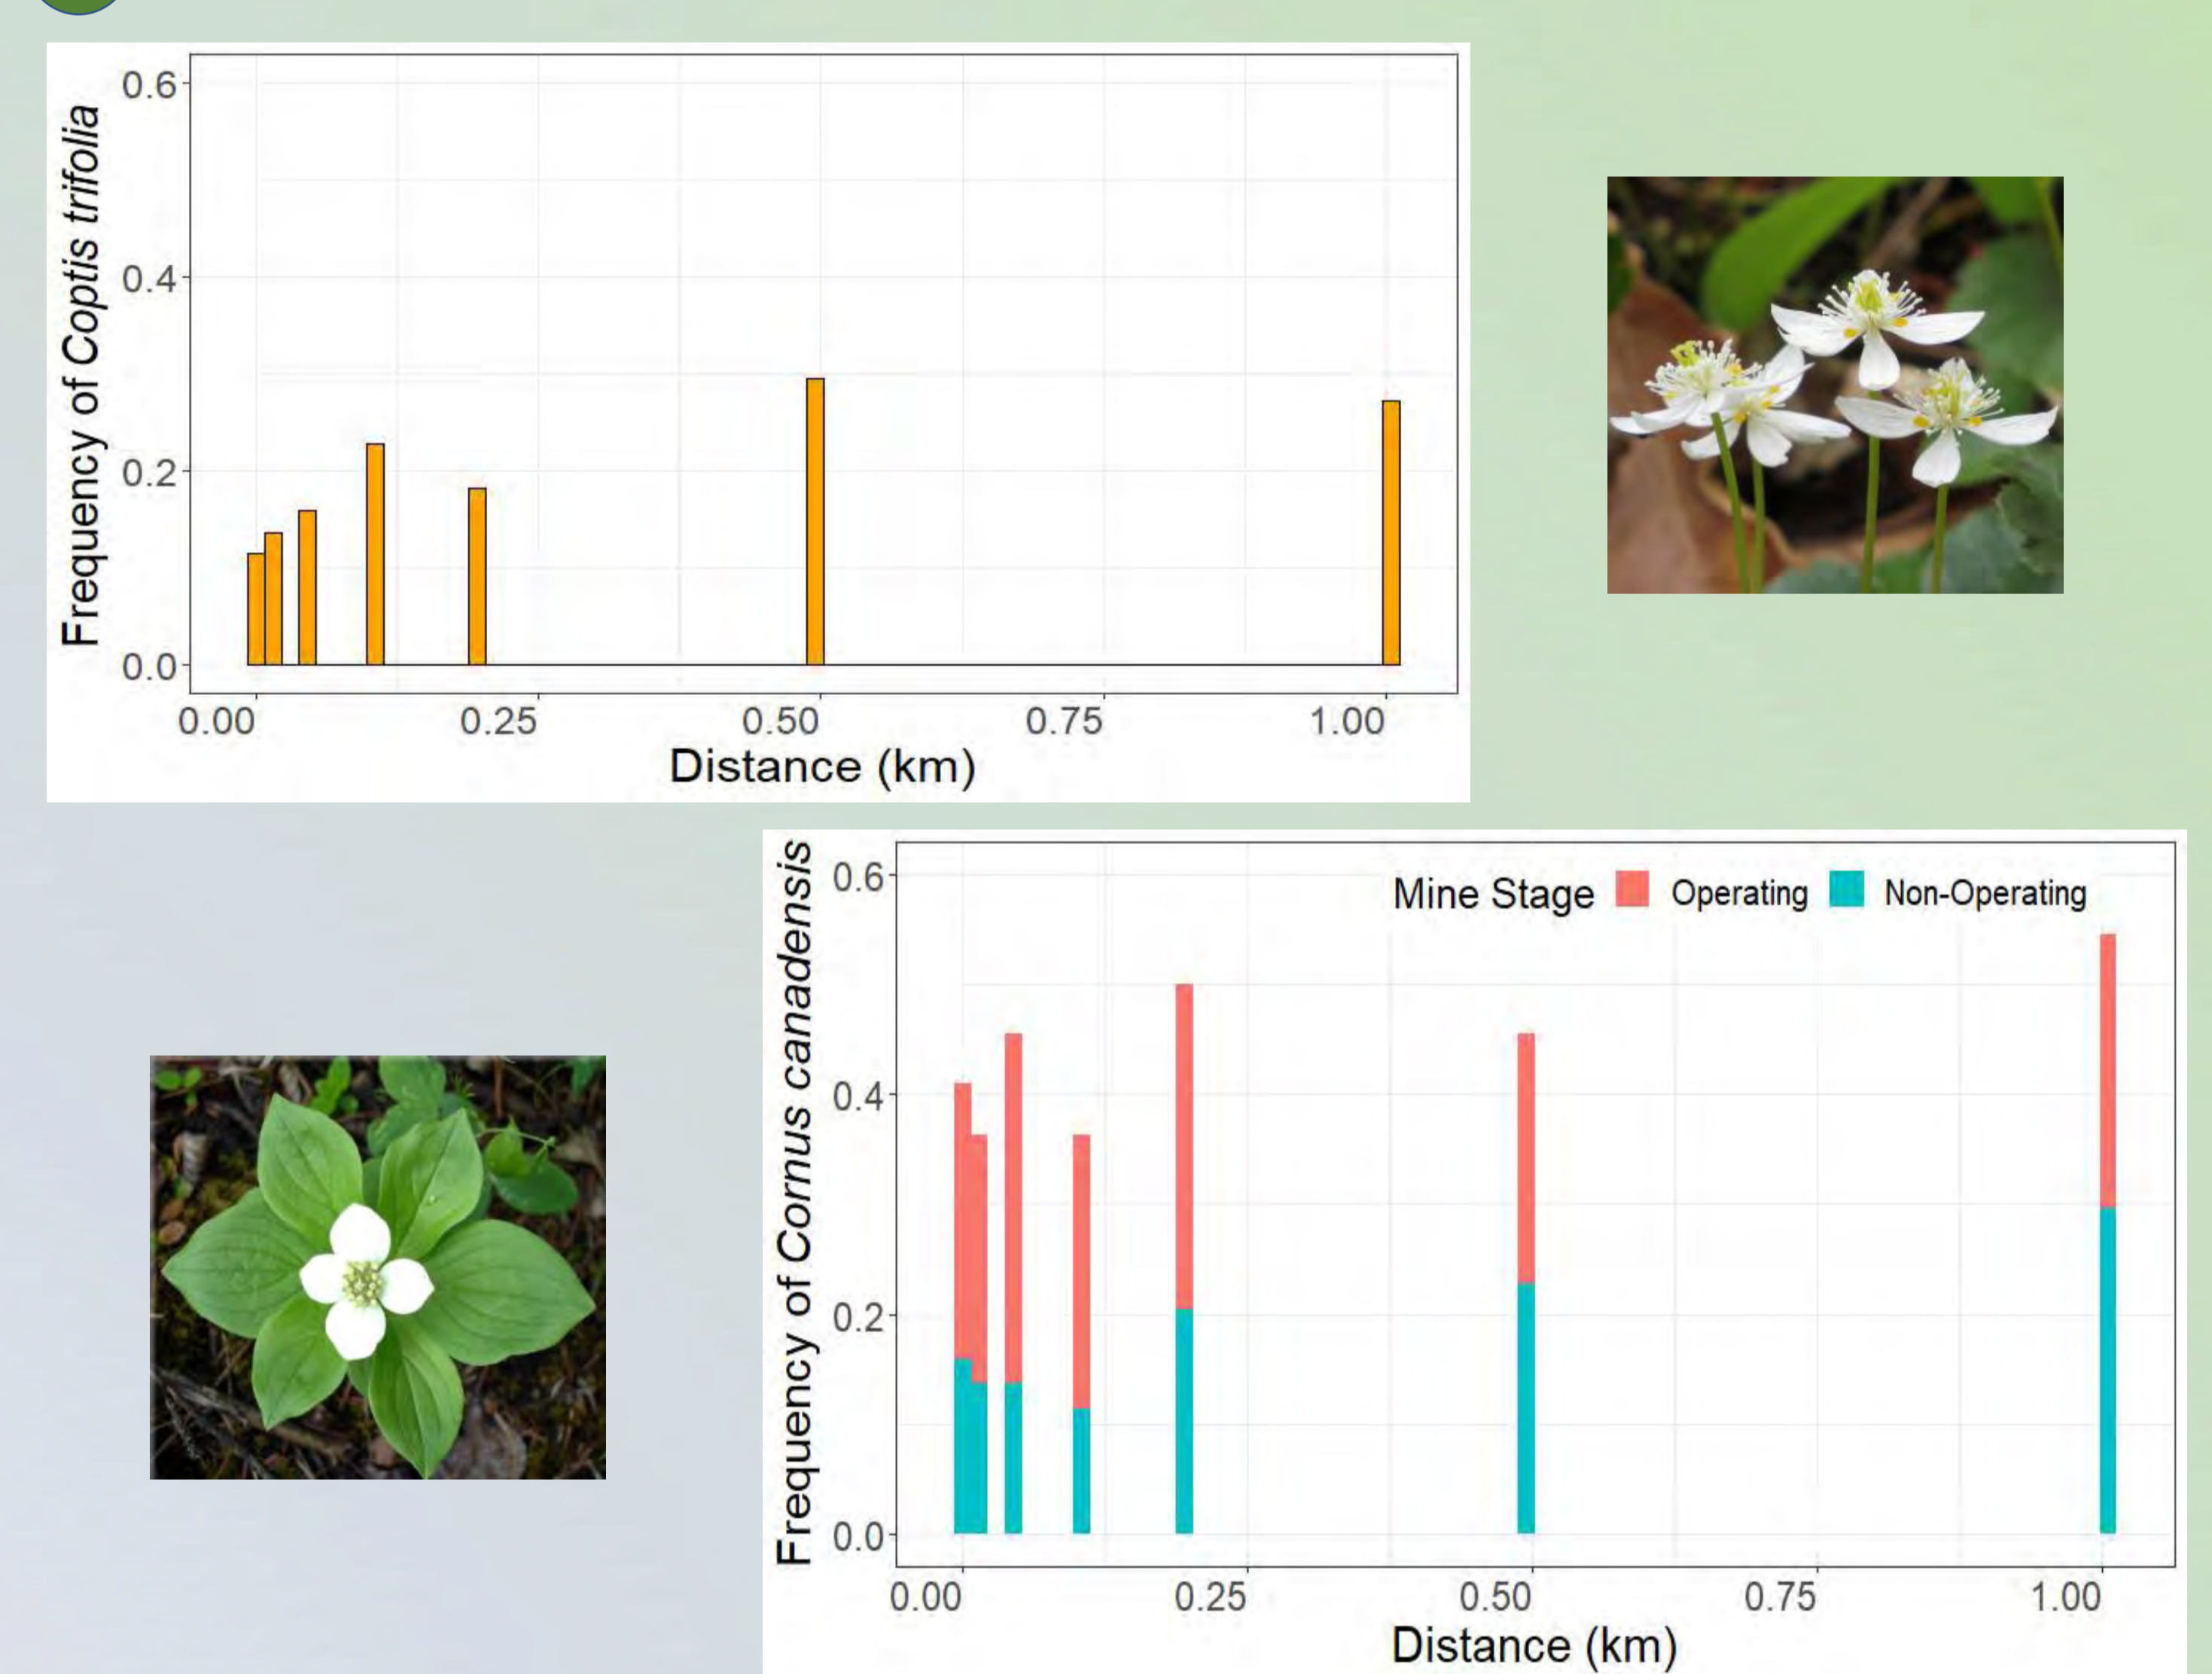 Frequency of Coptis trifolia
0.6
0.4
0.2
0.0
0.00 0.25 0.50 0.75 1.00
Distance (km)
Frequency of Cornus canadensis
Mine Stage Operating Non-Operating
0.6
0.4
0.2
0.0
0.00 0.25 0.50 0.75 1.00
Distance (km)